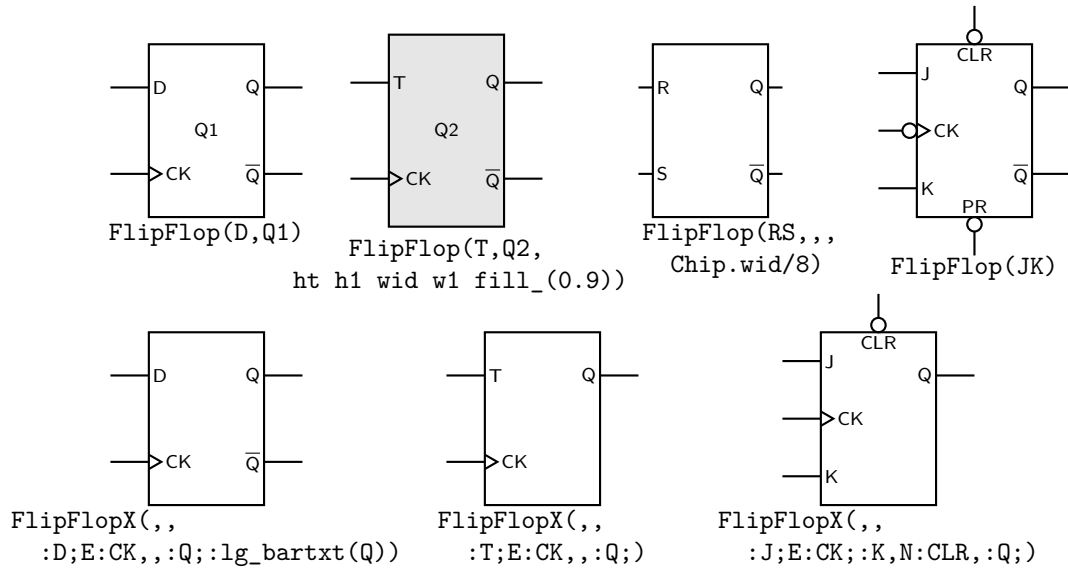 D Q
Q1
CK Q̅
FlipFlop(D,Q1)
T Q
Q2
CK Q̅
FlipFlop(T,Q2,
ht h1 wid w1 fill_(0.9))
R Q
S Q̅
FlipFlop(RS,,,
Chip.wid/8)
CLR
J Q
CK
K Q̅
PR
FlipFlop(JK)
D Q
CK Q̅
FlipFlopX(,,
:D;E:CK,,:Q;:lg_bartxt(Q))
T Q
CK
FlipFlopX(,,
:T;E:CK,,:Q;)
CLR
J Q
CK
K
FlipFlopX(,,
:J;E:CK;:K,N:CLR,:Q;)